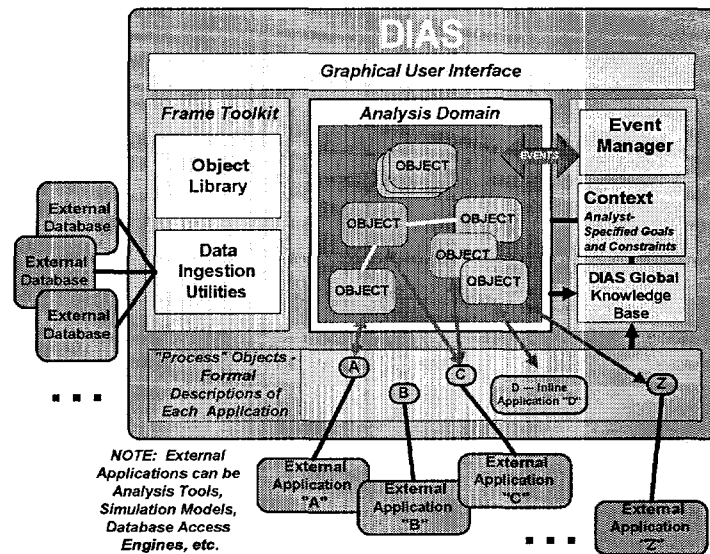 DIAS
Graphical User Interface
Frame Toolkit
Object
Library
Data
Ingestion
Utilities
Analysis Domain
OBJECT
OBJECT
OBJECT
OBJECT
OBJECT
OBJECT
EVENTS
Event
Manager
Context
Analyst-
Specified Goals
and Constraints
DIAS Global
Knowledge
Base
External
Database
External
Database
External
Database
"Process" Objects -
Formal
Descriptions of
Each Application
A
B
C
D — Inline
Application "D"
Z
NOTE: External
Applications can be
Analysis Tools,
Simulation Models,
Database Access
Engines, etc.
External
Application
"A"
External
Application
"B"
External
Application
"C"
External
Application
"Z"